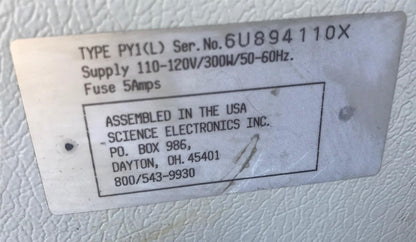 TYPE PY1(L) Ser.No.6U894110X
Supply 110-120V/300W/50-60Hz.
Fuse 5Amps
ASSEMBLED IN THE USA
SCIENCE ELECTRONICS INC.
PO. BOX 986,
DAYTON, OH. 45401
800/543-9930